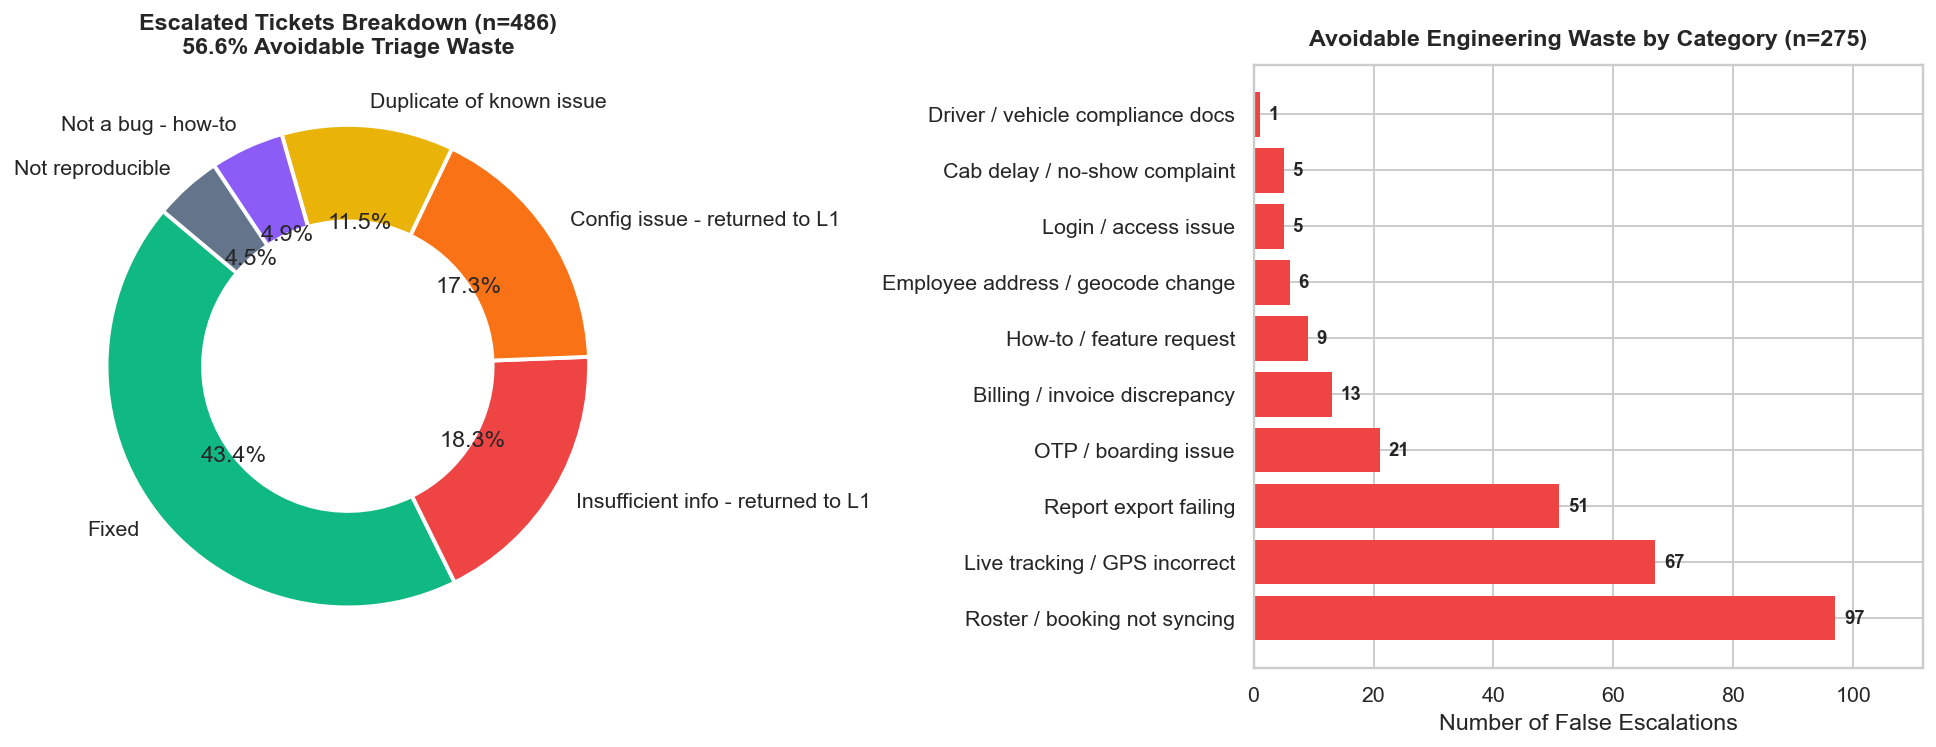 Escalated Tickets Breakdown (n=486)
56.6% Avoidable Triage Waste
Duplicate of known issue
Not a bug - how-to
Not reproducible
Config issue - returned to L1
11.5%
4.9%
4.5%
17.3%
18.3%
43.4%
Insufficient info - returned to L1
Fixed
Avoidable Engineering Waste by Category (n=275)
Driver / vehicle compliance docs 1
Cab delay / no-show complaint 5
Login / access issue 5
Employee address / geocode change 6
How-to / feature request 9
Billing / invoice discrepancy 13
OTP / boarding issue 21
Report export failing 51
Live tracking / GPS incorrect 67
Roster / booking not syncing 97
0 20 40 60 80 100
Number of False Escalations